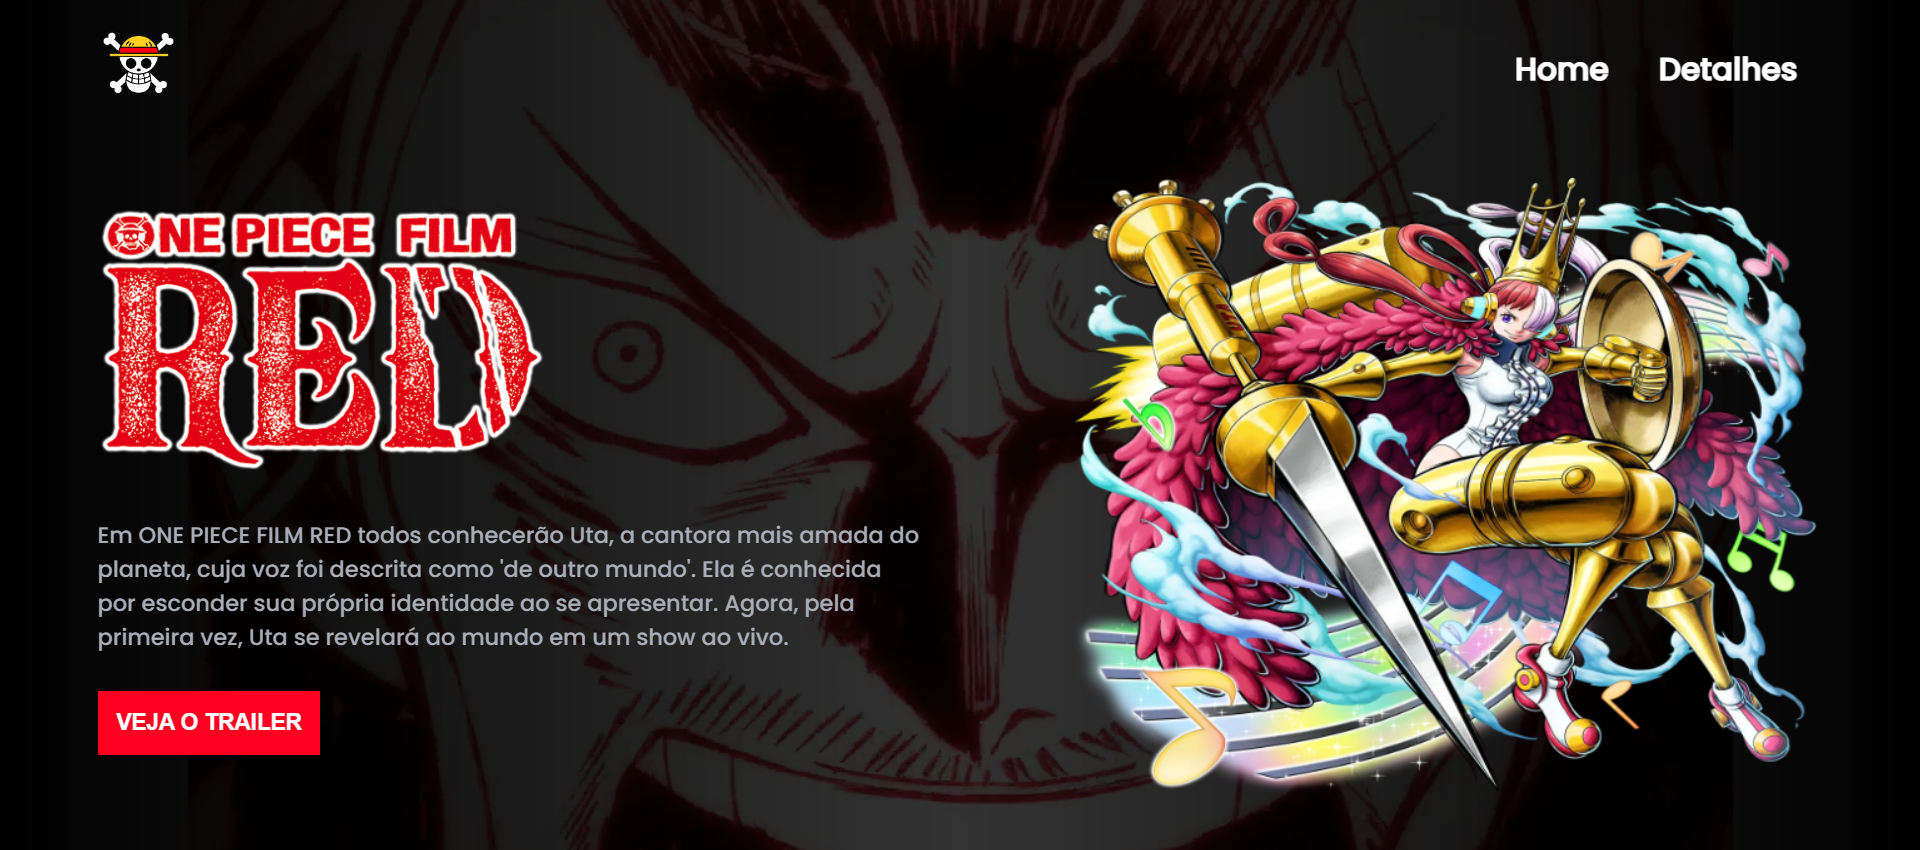 Home Detalhes
ONE PIECE FILM
RED
Em ONE PIECE FILM RED todos conhecerão Uta, a cantora mais amada do
planeta, cuja voz foi descrita como 'de outro mundo'. Ela é conhecida
por esconder sua própria identidade ao se apresentar. Agora, pela
primeira vez, Uta se revelará ao mundo em um show ao vivo.
VEJA O TRAILER